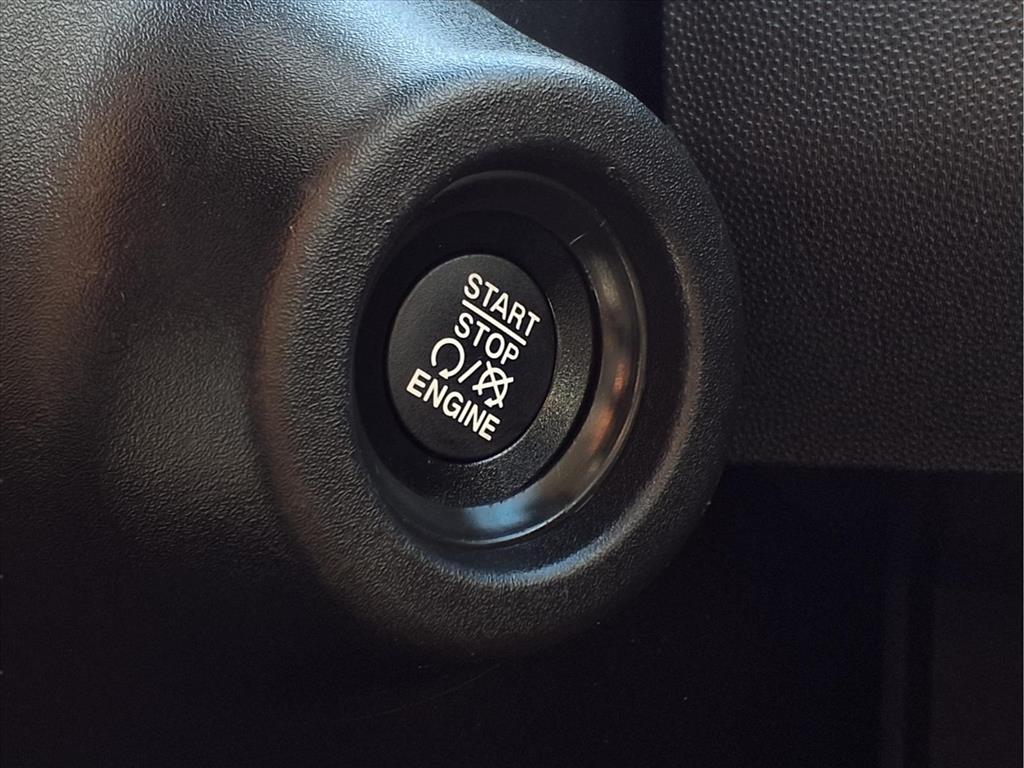 START
STOP
/
ENGINE